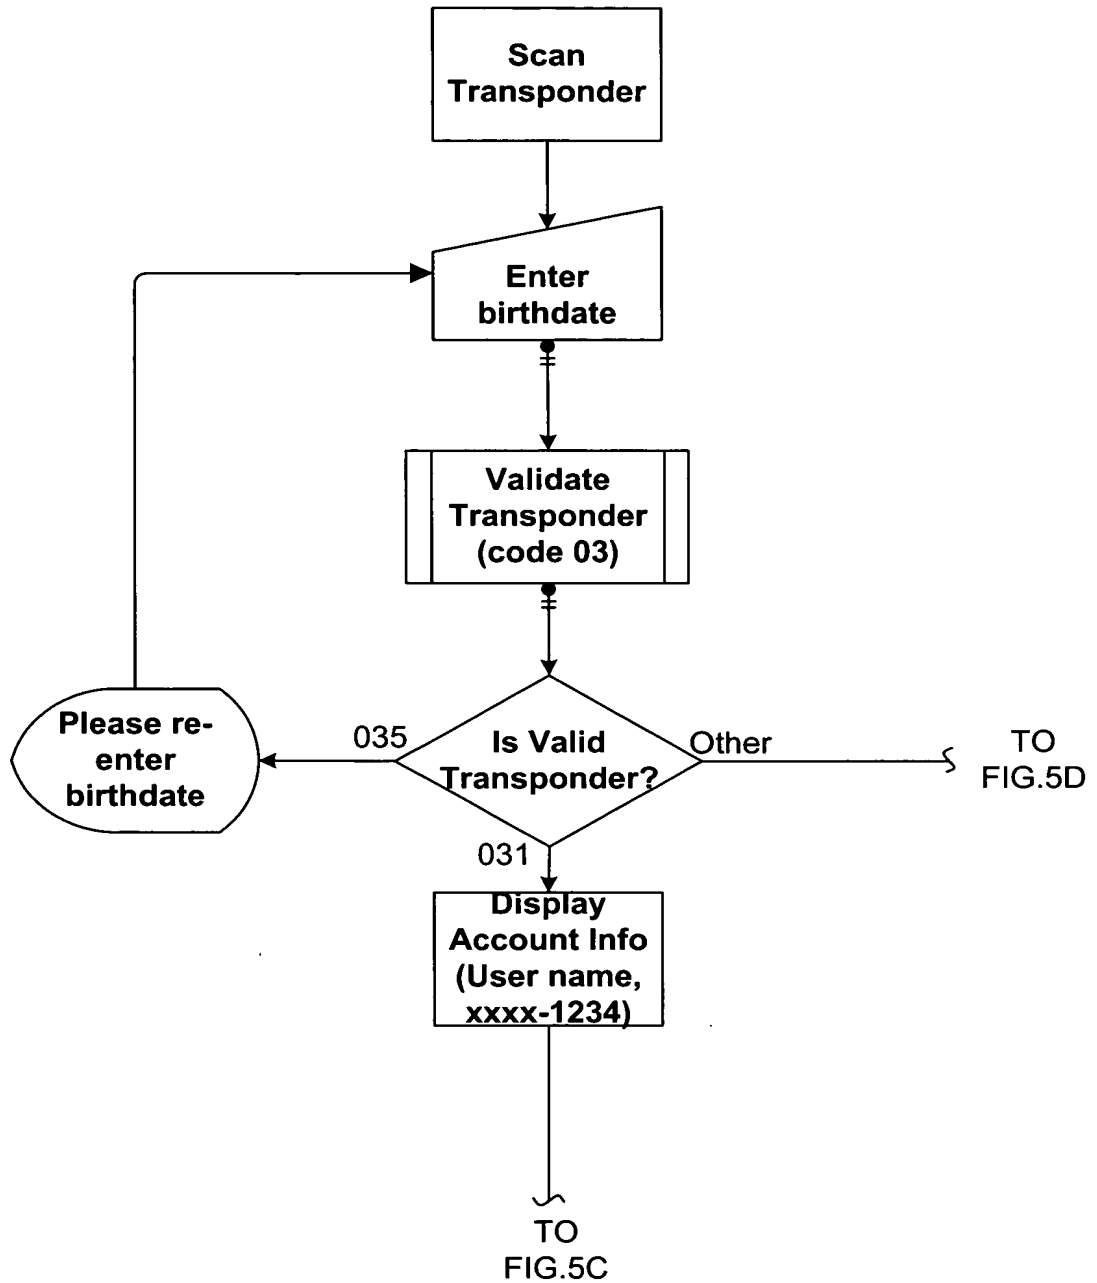 Scan
Transponder
Enter
birthdate
Validate
Transponder
(code 03)
Please re-
enter
birthdate
035
Is Valid
Transponder?
Other
TO
FIG.5D
031
Display
Account Info
(User name,
xxxx-1234)
TO
FIG.5C